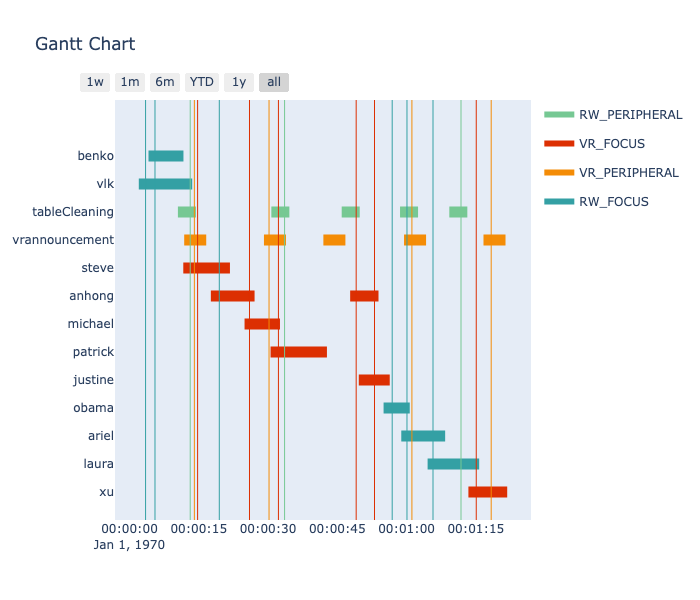 Gantt Chart
1w 1m 6m YTD 1y all
RW_PERIPHERAL
VR_FOCUS
VR_PERIPHERAL
RW_FOCUS
benko
vlk
tableCleaning
vrannouncement
steve
anhong
michael
patrick
justine
obama
ariel
laura
xu
00:00:00 00:00:15 00:00:30 00:00:45 00:01:00 00:01:15
Jan 1, 1970